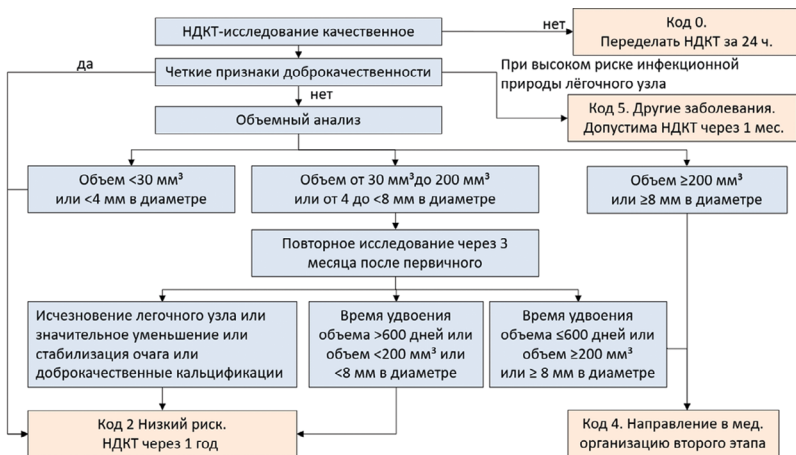 НДКТ-исследование качественное
нет
Код 0.
Переделать НДКТ за 24 ч.
да
Четкие признаки доброкачественности
При высоком риске инфекционной
природы лёгочного узла
нет
Объемный анализ
Код 5. Другие заболевания.
Допустима НДКТ через 1 мес.
Объем <30 мм³
или <4 мм в диаметре
Объем от 30 мм³до 200 мм³
или от 4 до <8 мм в диаметре
Объем ≥200 мм³
или ≥8 мм в диаметре
Повторное исследование через 3
месяца после первичного
Исчезновение легочного узла или
значительное уменьшение или
стабилизация очага или
доброкачественные кальцификации
Время удвоения
объема >600 дней или
объем <200 мм³ или
<8 мм в диаметре
Время удвоения
объема ≤600 дней или
объем ≥200 мм³
или ≥ 8 мм в диаметре
Код 2 Низкий риск.
НДКТ через 1 год
Код 4. Направление в мед.
организацию второго этапа